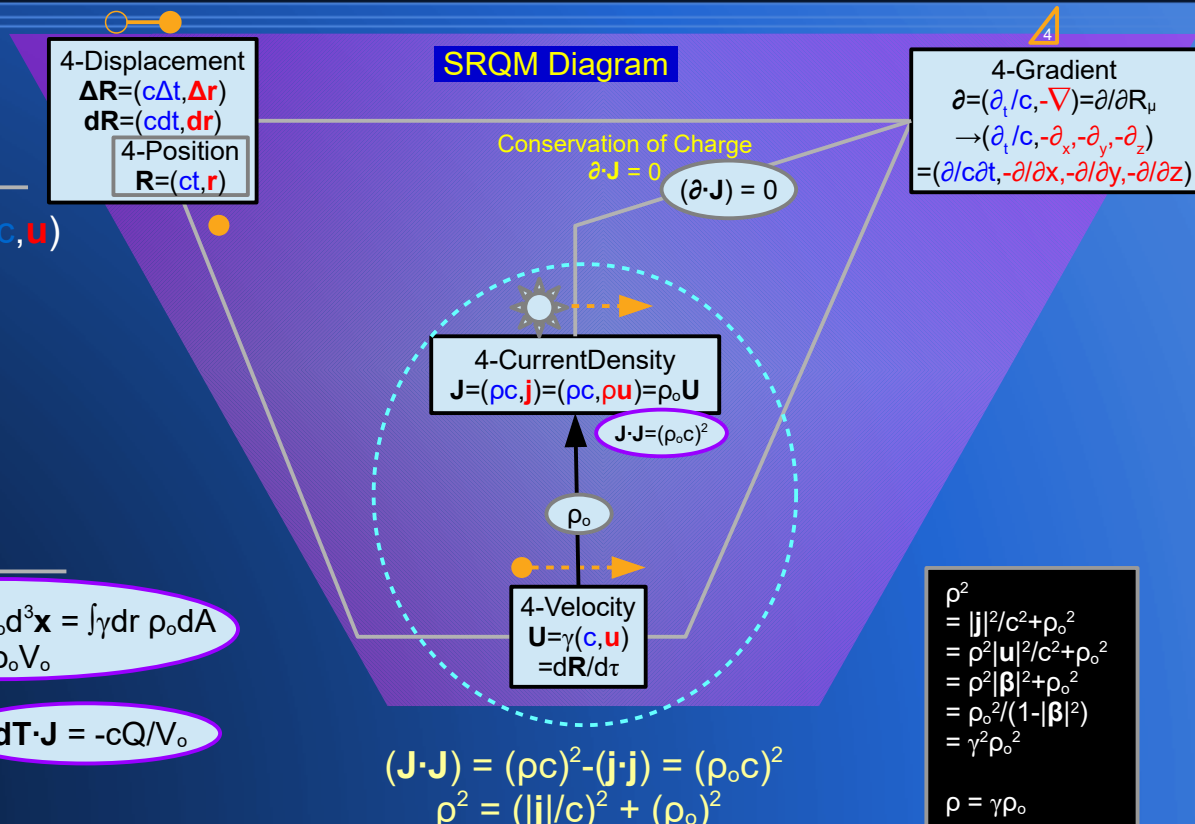 SRQM Diagram
4-Displacement
ΔR=(cΔt,Δr)
dR=(cdt,dr)
4-Position
R=(ct,r)
4
4-Gradient
∂=(∂ₜ/c,-∇)=∂/∂Rμ
→(∂ₜ/c,-∂ₓ,-∂y,-∂z)
=(∂/c∂t,-∂/∂x,-∂/∂y,-∂/∂z)
Conservation of Charge
∂·J = 0
(∂·J) = 0
c,u)
4-CurrentDensity
J=(ρc,j)=(ρc,ρu)=ρₒU
J·J=(ρₒc)²
ρₒ
4-Velocity
U=γ(c,u)
=dR/dτ
ₒd³x = ∫γdr ρₒdA
ρₒVₒ
dT·J = -cQ/Vₒ
(J·J) = (ρc)²-(j·j) = (ρₒc)²
ρ² = (|j|/c)² + (ρₒ)²
ρ²
= |j|²/c²+ρₒ²
= ρ²|u|²/c²+ρₒ²
= ρ²|β|²+ρₒ²
= ρₒ²/(1-|β|²)
= γ²ρₒ²
ρ = γρₒ